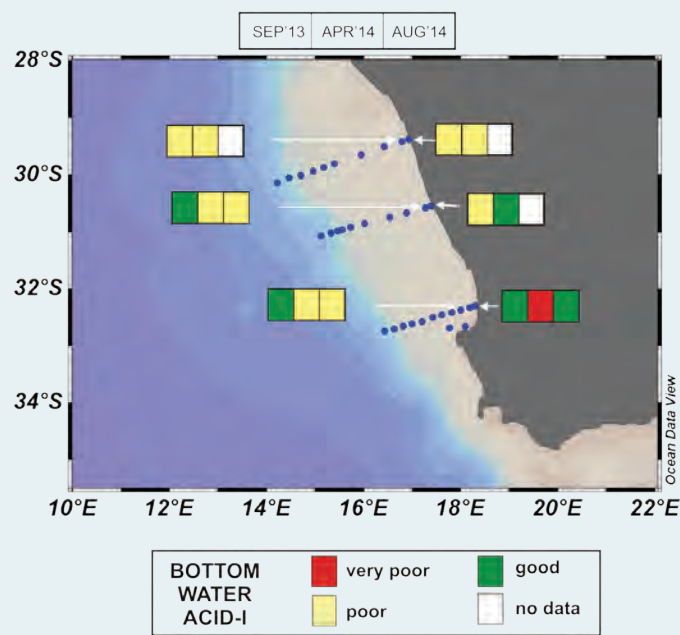 SEP'13 APR'14 AUG'14
28°S
30°S
32°S
34°S
10°E 12°E 14°E 16°E 18°E 20°E 22°E
Ocean Data View
BOTTOM WATER ACID-I
very poor
good
poor
no data